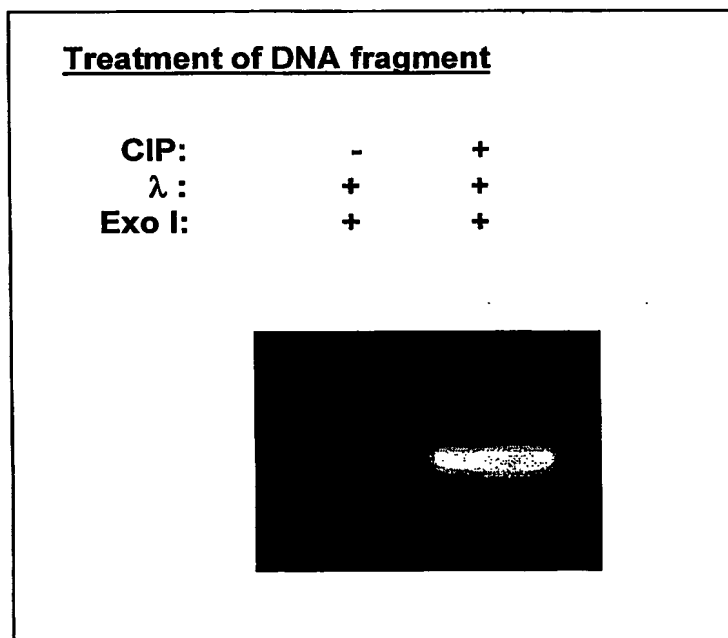 Treatment of DNA fragment
CIP: - +
λ : + +
Exo I: + +